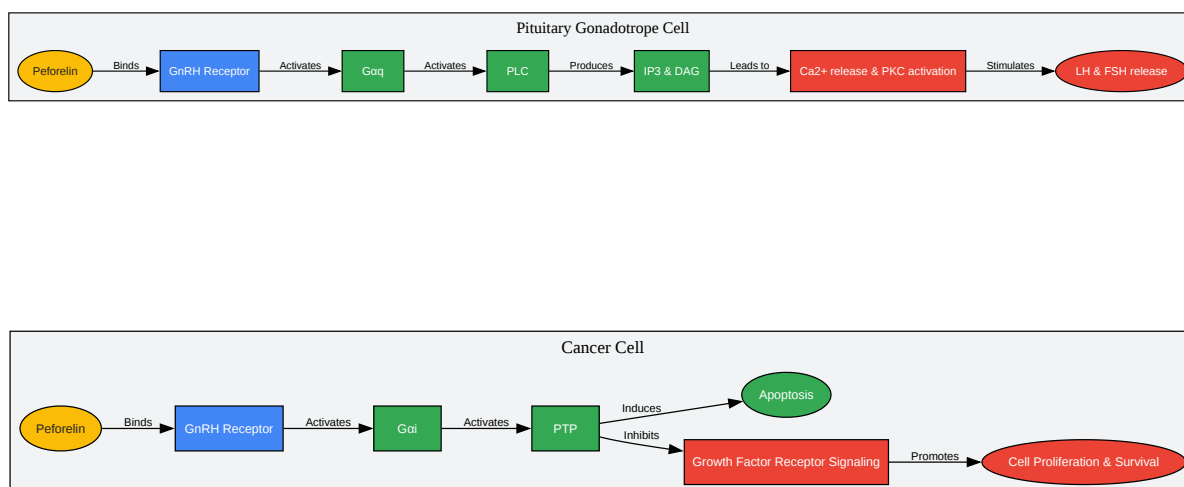 Pituitary Gonadotrope Cell
Peforelin
Binds
GnRH Receptor
Activates
Gαq
Activates
PLC
Produces
IP3 & DAG
Leads to
Ca2+ release & PKC activation
Stimulates
LH & FSH release
Cancer Cell
Peforelin
Binds
GnRH Receptor
Activates
Gαi
Activates
PTP
Induces
Apoptosis
Inhibits
Growth Factor Receptor Signaling
Promotes
Cell Proliferation & Survival